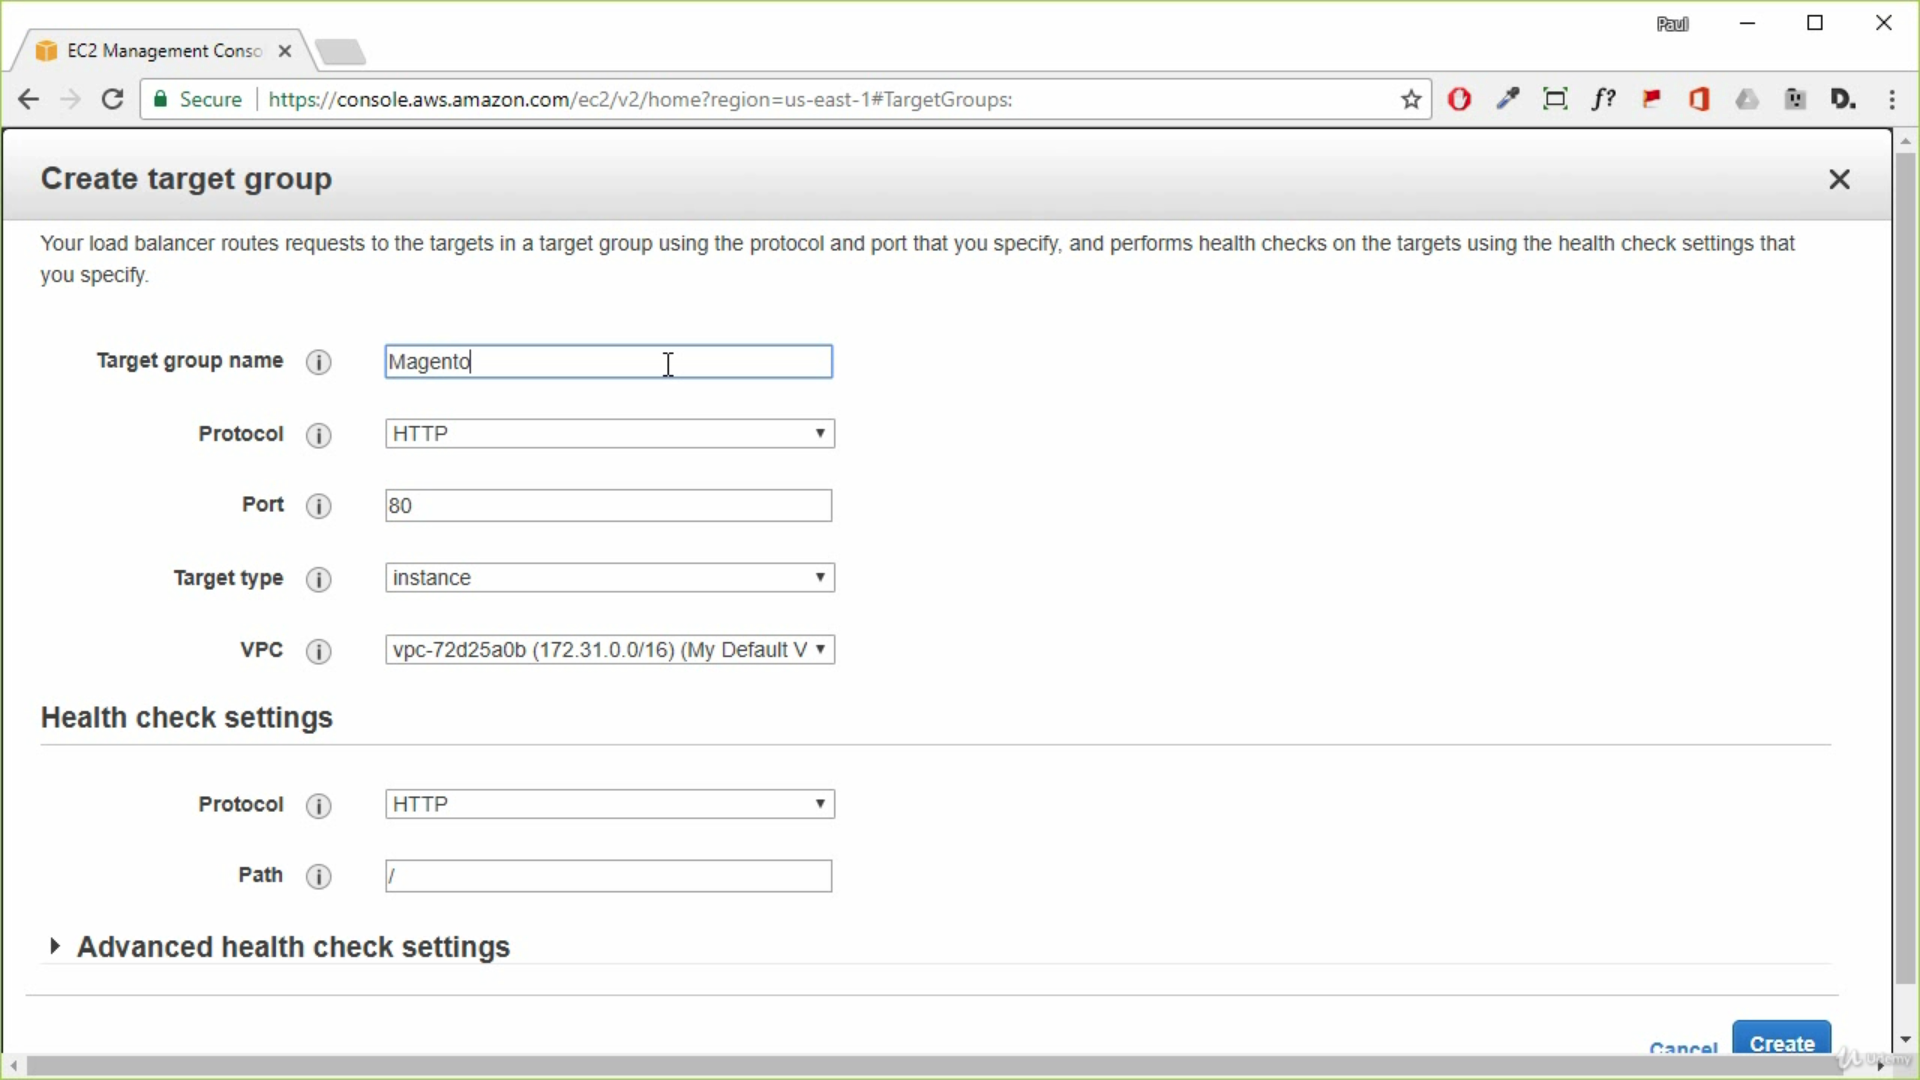 Paul
EC2 Management Conso
Secure
https://console.aws.amazon.com/ec2/v2/home?region=us-east-1#TargetGroups:
f?
D.
Create target group
Your load balancer routes requests to the targets in a target group using the protocol and port that you specify, and performs health checks on the targets using the health check settings that
you specify.
Target group name i Magento
Protocol i HTTP
Port i 80
Target type i instance
VPC i vpc-72d25a0b (172.31.0.0/16) (My Default V
Health check settings
Protocol i HTTP
Path i /
Advanced health check settings
Cancel Create
Udemy